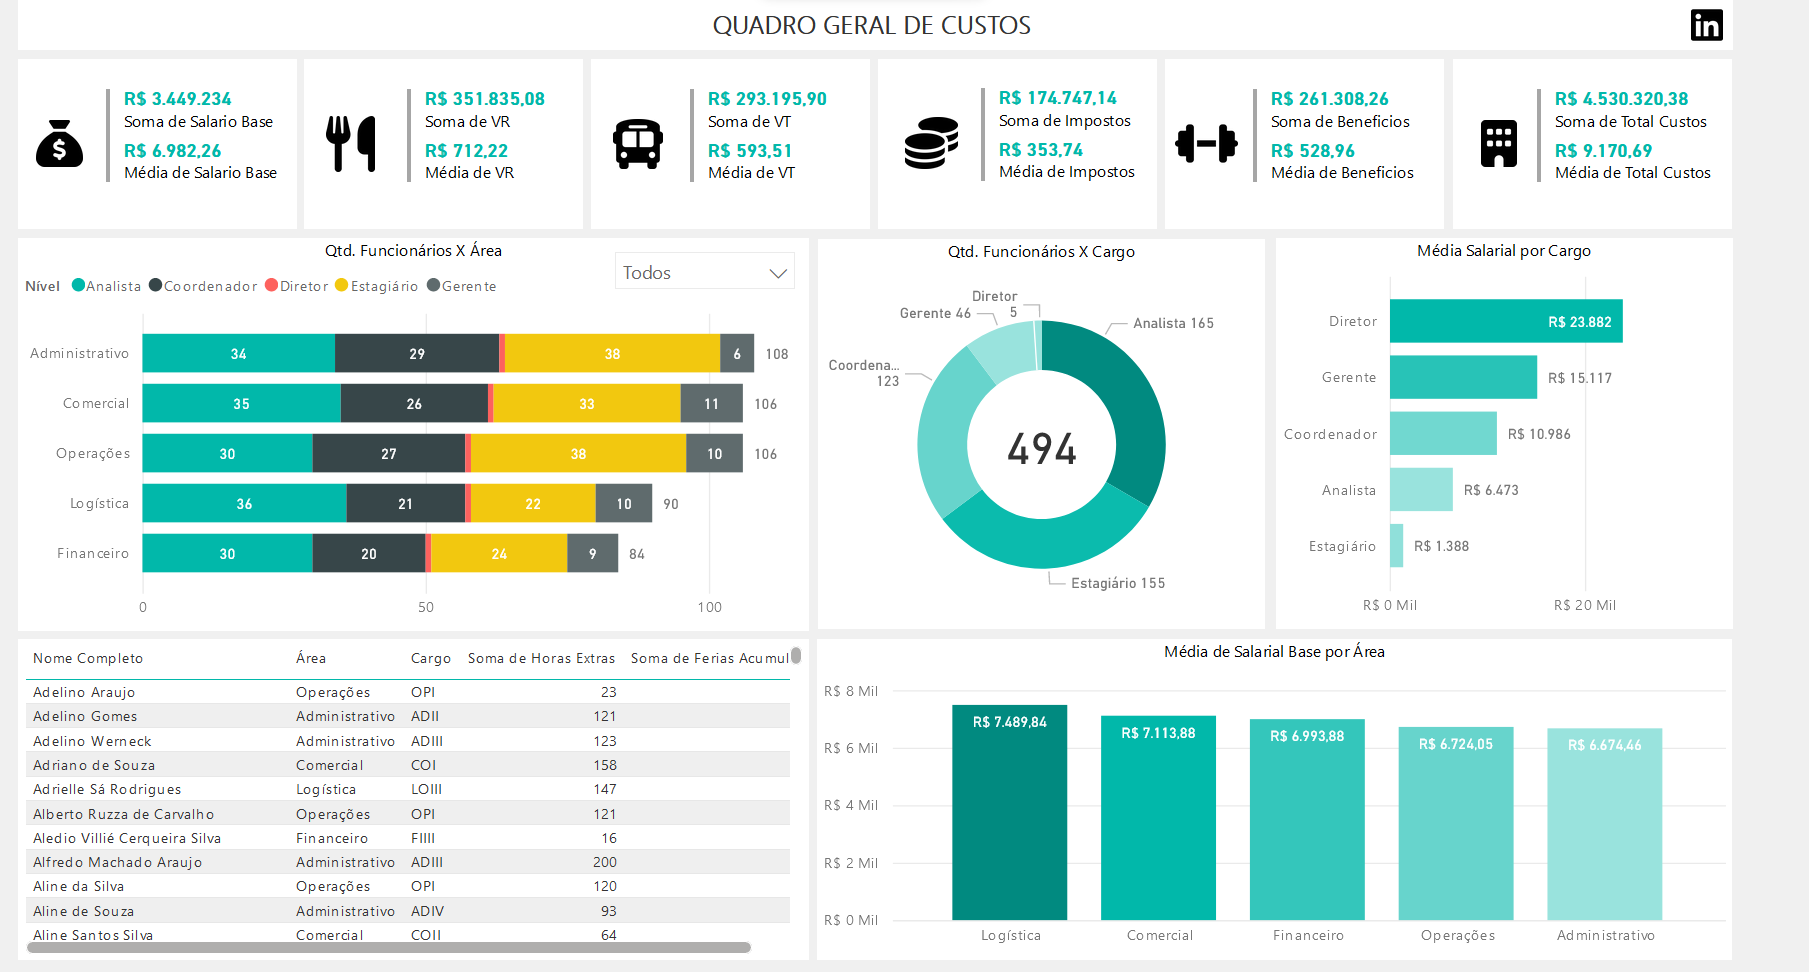 QUADRO GERAL DE CUSTOS
in
R$ 3.449.234
Soma de Salario Base
R$ 6.982,26
Média de Salario Base
R$ 351.835,08
Soma de VR
R$ 712,22
Média de VR
R$ 293.195,90
Soma de VT
R$ 593,51
Média de VT
R$ 174.747,14
Soma de Impostos
R$ 353,74
Média de Impostos
R$ 261.308,26
Soma de Beneficios
R$ 528,96
Média de Beneficios
R$ 4.530.320,38
Soma de Total Custos
R$ 9.170,69
Média de Total Custos
Qtd. Funcionários X Área
Todos
Nível Analista Coordenador Diretor Estagiário Gerente
Administrativo 34 29 38 6 108
Comercial 35 26 33 11 106
Operações 30 27 38 10 106
Logística 36 21 22 10 90
Financeiro 30 20 24 9 84
0 50 100
Qtd. Funcionários X Cargo
Diretor
5
Gerente 46
Analista 165
Coordena...
123
494
Estagiário 155
Média Salarial por Cargo
Diretor R$ 23.882
Gerente R$ 15.117
Coordenador R$ 10.986
Analista R$ 6.473
Estagiário R$ 1.388
R$ 0 Mil R$ 20 Mil
Nome Completo Área Cargo Soma de Horas Extras Soma de Ferias Acumul
Adelino Araujo Operações OPI 23
Adelino Gomes Administrativo ADII 121
Adelino Werneck Administrativo ADIII 123
Adriano de Souza Comercial COI 158
Adrielle Sá Rodrigues Logística LOIII 147
Alberto Ruzza de Carvalho Operações OPI 121
Aledio Villié Cerqueira Silva Financeiro FIIII 16
Alfredo Machado Araujo Administrativo ADIII 200
Aline da Silva Operações OPI 120
Aline de Souza Administrativo ADIV 93
Aline Santos Silva Comercial COII 64
Média de Salarial Base por Área
R$ 8 Mil
R$ 6 Mil
R$ 4 Mil
R$ 2 Mil
R$ 0 Mil
R$ 7.489,84
R$ 7.113,88
R$ 6.993,88
R$ 6.724,05
R$ 6.674,46
Logística Comercial Financeiro Operações Administrativo